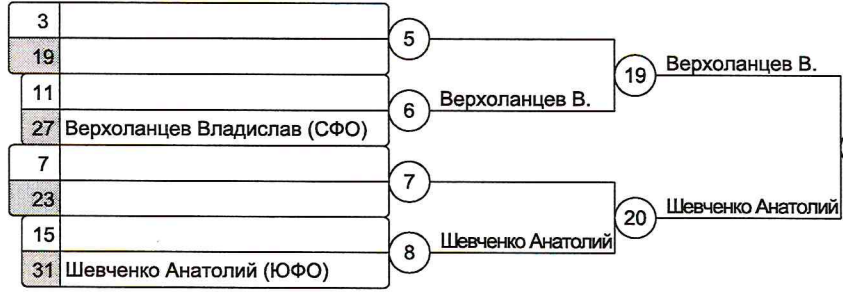 3
19
5
11
27 Верхоланцев Владислав (СФО)
6
Верхоланцев В.
19
Верхоланцев В.
7
23
7
15
31 Шевченко Анатолий (ЮФО)
8
Шевченко Анатолий
20
Шевченко Анатолий